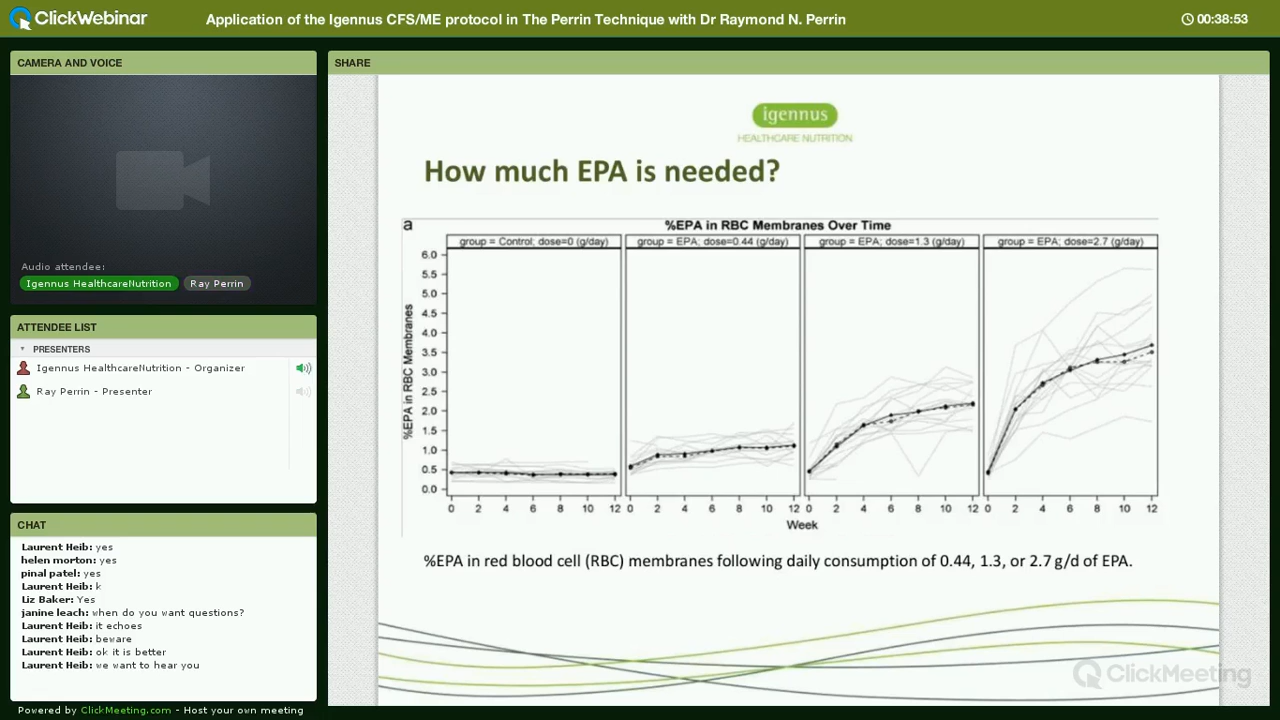 ClickWebinar
Application of the Igennus CFS/ME protocol in The Perrin Technique with Dr Raymond N. Perrin
00:38:53
CAMERA AND VOICE
Audio attendee:
Igennus HealthcareNutrition
Ray Perrin
ATTENDEE LIST
PRESENTERS
Igennus HealthcareNutrition - Organizer
Ray Perrin - Presenter
CHAT
Laurent Heib: yes
helen morton: yes
pinal patel: yes
Laurent Heib: k
Liz Baker: Yes
janine leach: when do you want questions?
Laurent Heib: it echoes
Laurent Heib: beware
Laurent Heib: ok it is better
Laurent Heib: we want to hear you
Powered by ClickMeeting.com - Host your own meeting
SHARE
igennus
HEALTHCARE NUTRITION
How much EPA is needed?
a
%EPA in RBC Membranes Over Time
group = Control; dose=0 (g/day)
group = EPA; dose=0.44 (g/day)
group = EPA; dose=1.3 (g/day)
group = EPA; dose=2.7 (g/day)
%EPA in RBC Membranes
6.0
5.5
5.0
4.5
4.0
3.5
3.0
2.5
2.0
1.5
1.0
0.5
0.0
0 2 4 6 8 10 12
0 2 4 6 8 10 12
0 2 4 6 8 10 12
0 2 4 6 8 10 12
Week
%EPA in red blood cell (RBC) membranes following daily consumption of 0.44, 1.3, or 2.7 g/d of EPA.
ClickMeeting